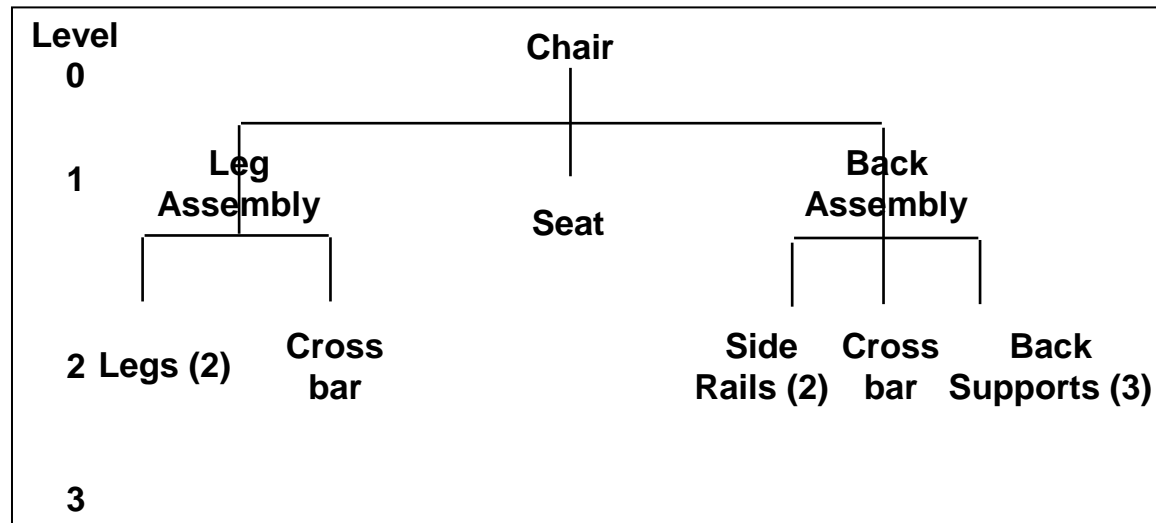 Level
0
Chair
1
Leg
Assembly
Seat
Back
Assembly
2
Legs (2)
Cross
bar
Side
Rails (2)
Cross
bar
Back
Supports (3)
3